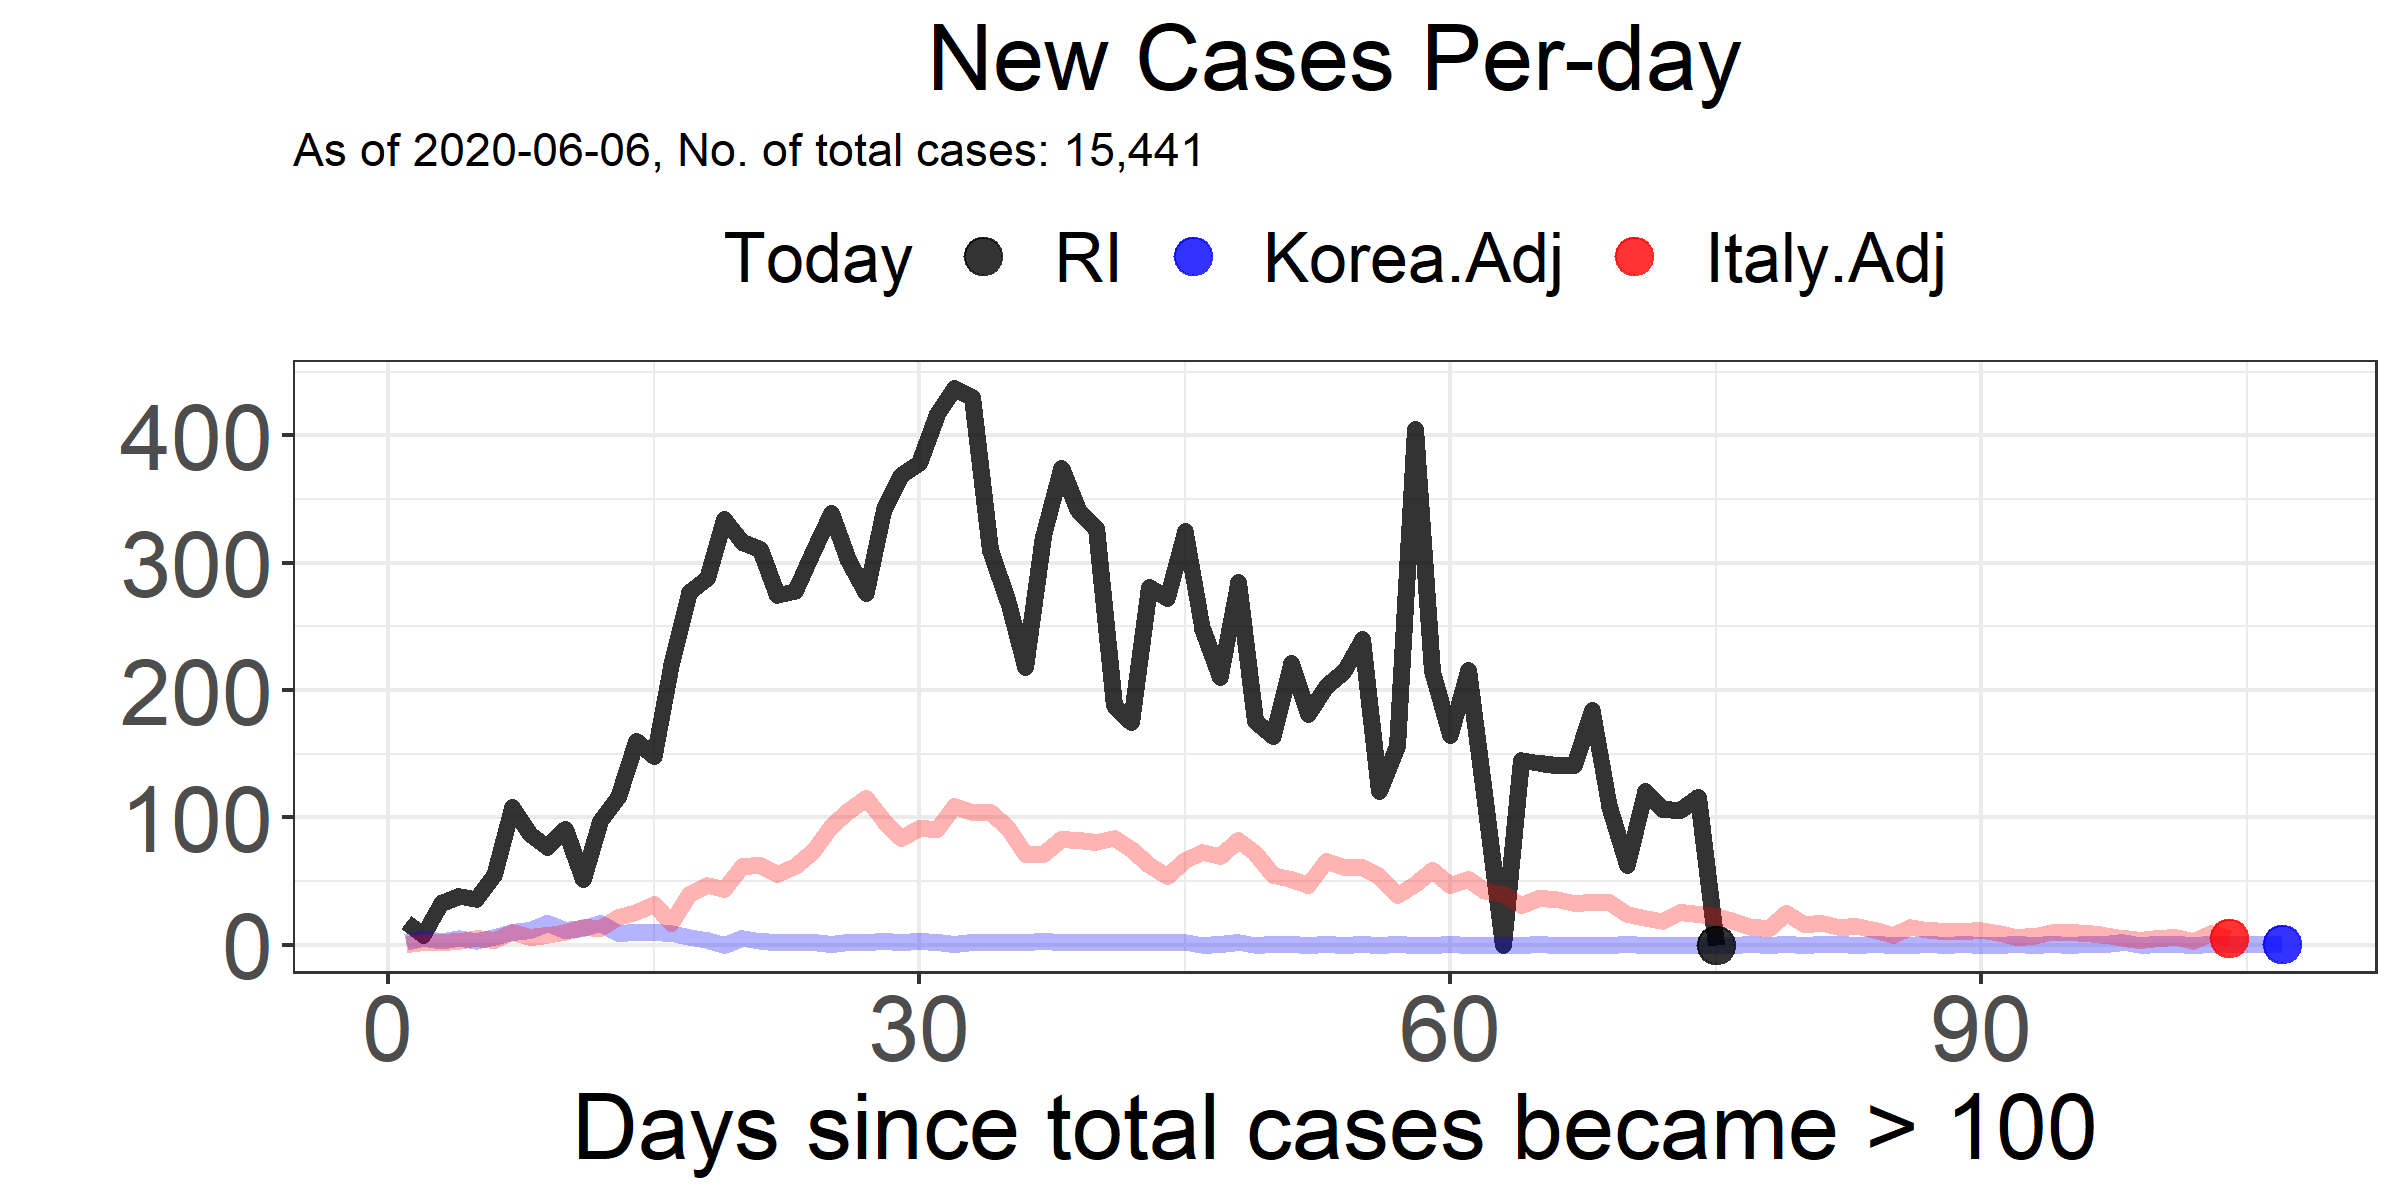 New Cases Per-day
As of 2020-06-06, No. of total cases: 15,441
Today RI Korea.Adj Italy.Adj
400
300
200
100
0
0 30 60 90
Days since total cases became > 100